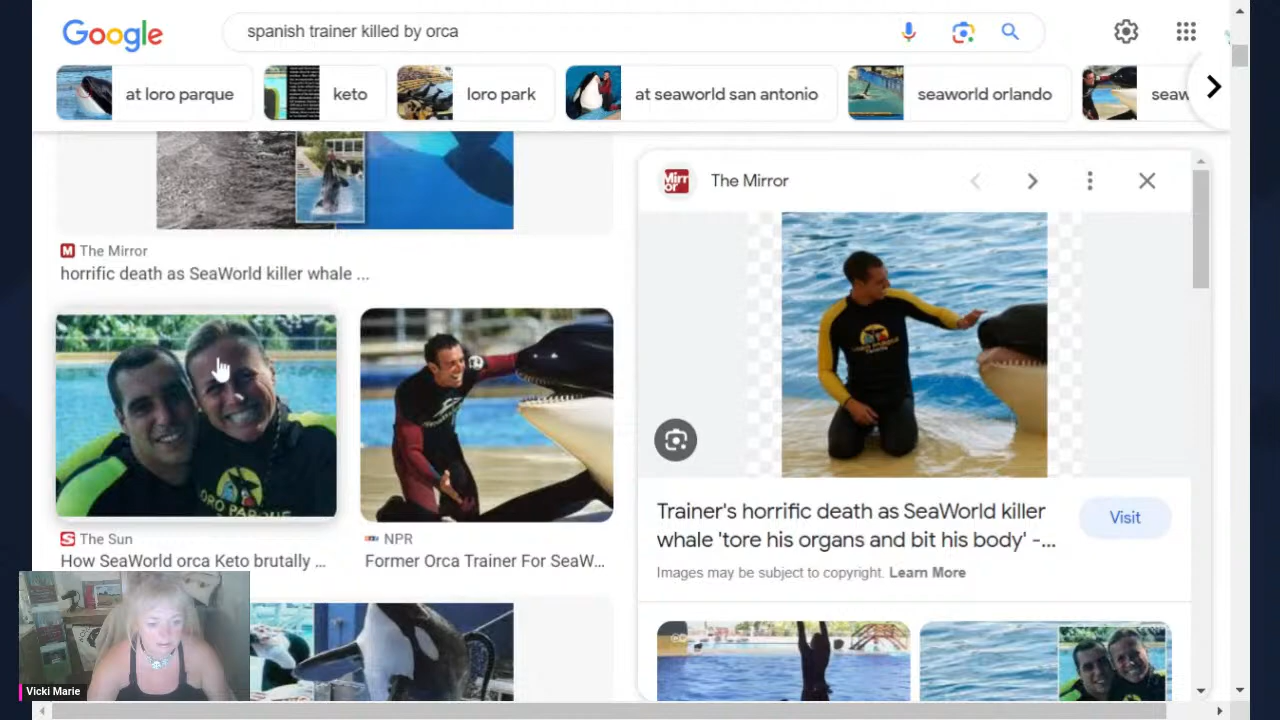 Google
spanish trainer killed by orca
at loro parque
keto
loro park
at seaworld san antonio
seaworld orlando
seaw
The Mirror
horrific death as SeaWorld killer whale ...
The Sun
How SeaWorld orca Keto brutally ...
NPR
Former Orca Trainer For SeaW...
Mirr
or
The Mirror
Trainer's horrific death as SeaWorld killer
whale 'tore his organs and bit his body' -...
Visit
Images may be subject to copyright. Learn More
Vicki Marie